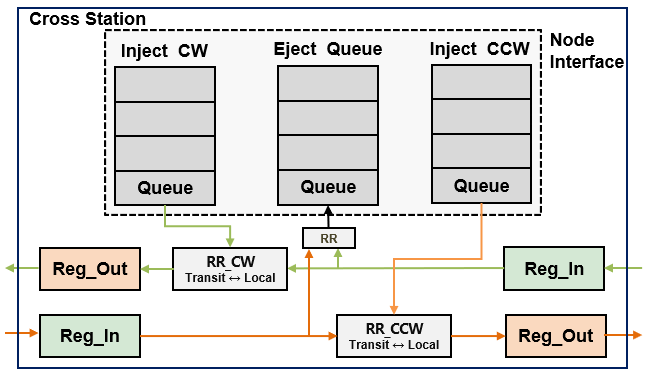 Cross Station
Node
Interface
Inject CW
Eject Queue
Inject CCW
Queue
Queue
Queue
RR
Reg_Out
RR_CW
Transit ↔ Local
Reg_In
Reg_In
RR_CCW
Transit ↔ Local
Reg_Out